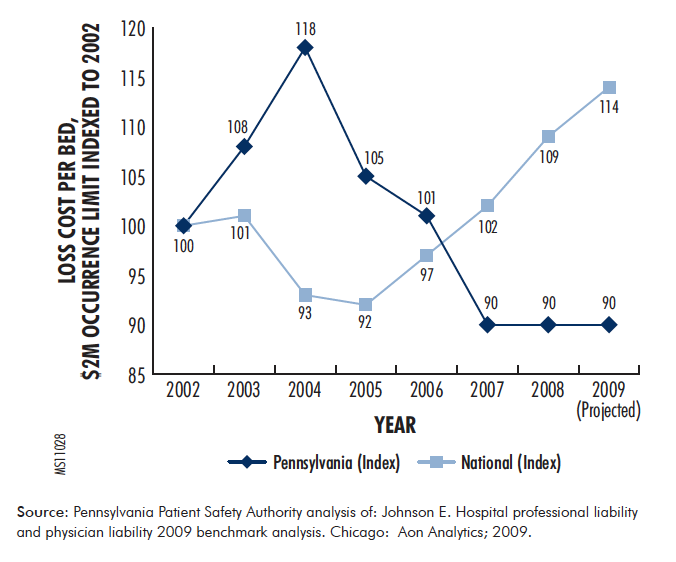 LOSS COST PER BED,
$2M OCCURRENCE LIMIT INDEXED TO 2002
120
115
110
105
100
95
90
85
118
108
105
101
100
101
93
92
97
102
109
114
90
90
90
2002 2003 2004 2005 2006 2007 2008 2009
(Projected)
YEAR
MS11028
Pennsylvania (Index) National (Index)
Source: Pennsylvania Patient Safety Authority analysis of: Johnson E. Hospital professional liability
and physician liability 2009 benchmark analysis. Chicago: Aon Analytics; 2009.